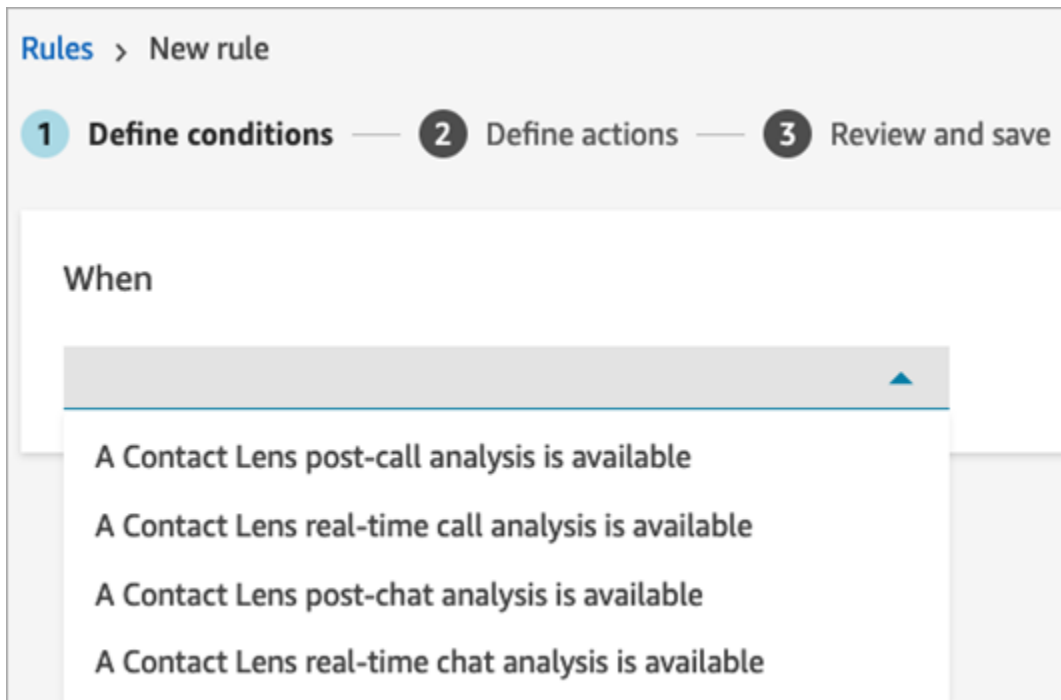 Rules > New rule
1 Define conditions 2 Define actions 3 Review and save
When
A Contact Lens post-call analysis is available
A Contact Lens real-time call analysis is available
A Contact Lens post-chat analysis is available
A Contact Lens real-time chat analysis is available